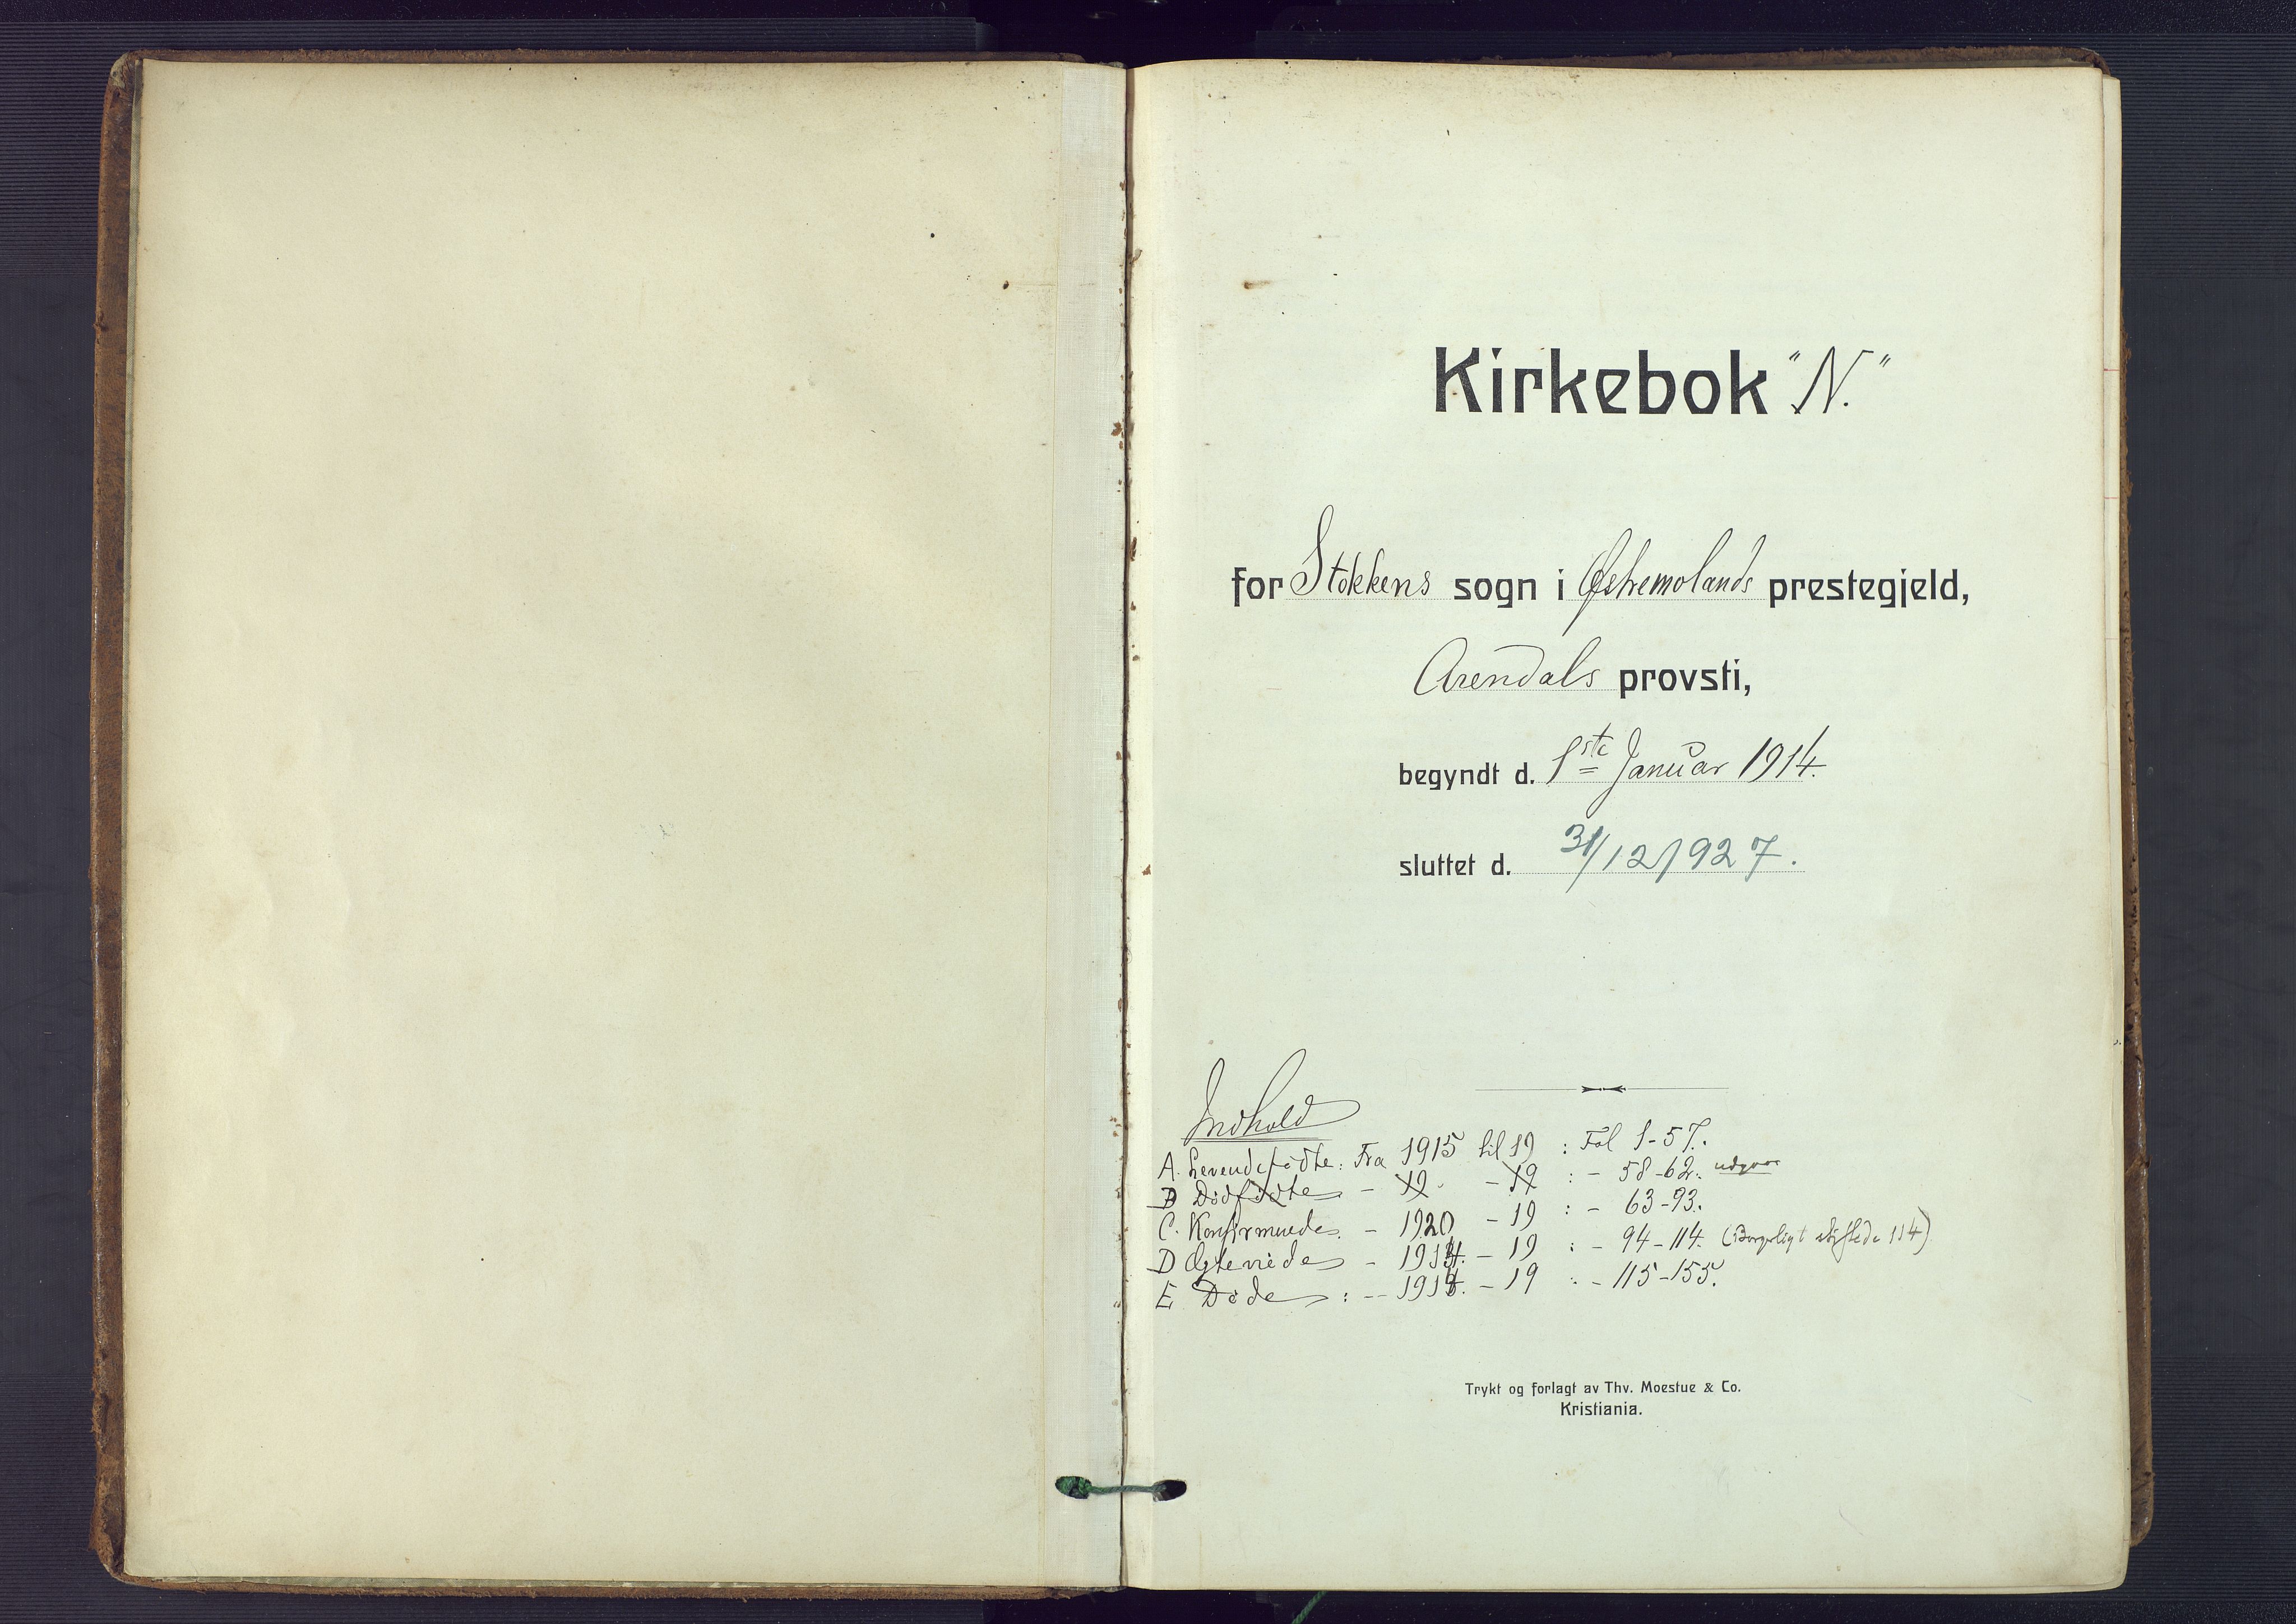 Kirkebok "N."
for Stokkens sogn i Østremolands prestegjeld,
Arendals provsti,
begyndt d. 1ste Januar 1914.
sluttet d. 31/12 1927.
Indhold
A. Levendefødte: Fra 1915 til 19 : Fol 1-57.
B Dødfødte - 19 - 19 : - 58-62. udgaar
C. Konfirmerede. - 1920 - 19 : - 63-93.
D Ægteviede - 1914. - 19 : - 94-114. (Borgerligt stiftede 114)
E. Døde : - 1914. - 19 : - 115-155.
Trykt og forlagt av Thv. Moestue & Co.
Kristiania.